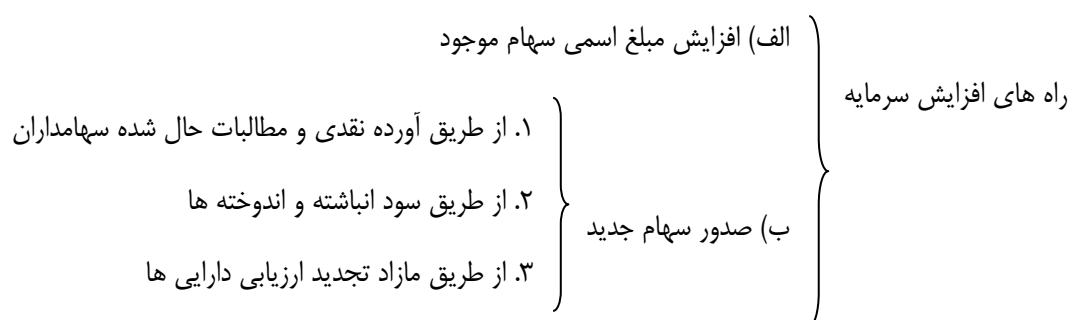 راه های افزایش سرمایه
الف) افزایش مبلغ اسمی سهام موجود
ب) صدور سهام جدید
۱. از طریق آورده نقدی و مطالبات حال شده سهامداران
۲. از طریق سود انباشته و اندوخته ها
۳. از طریق مازاد تجدید ارزیابی دارایی ها